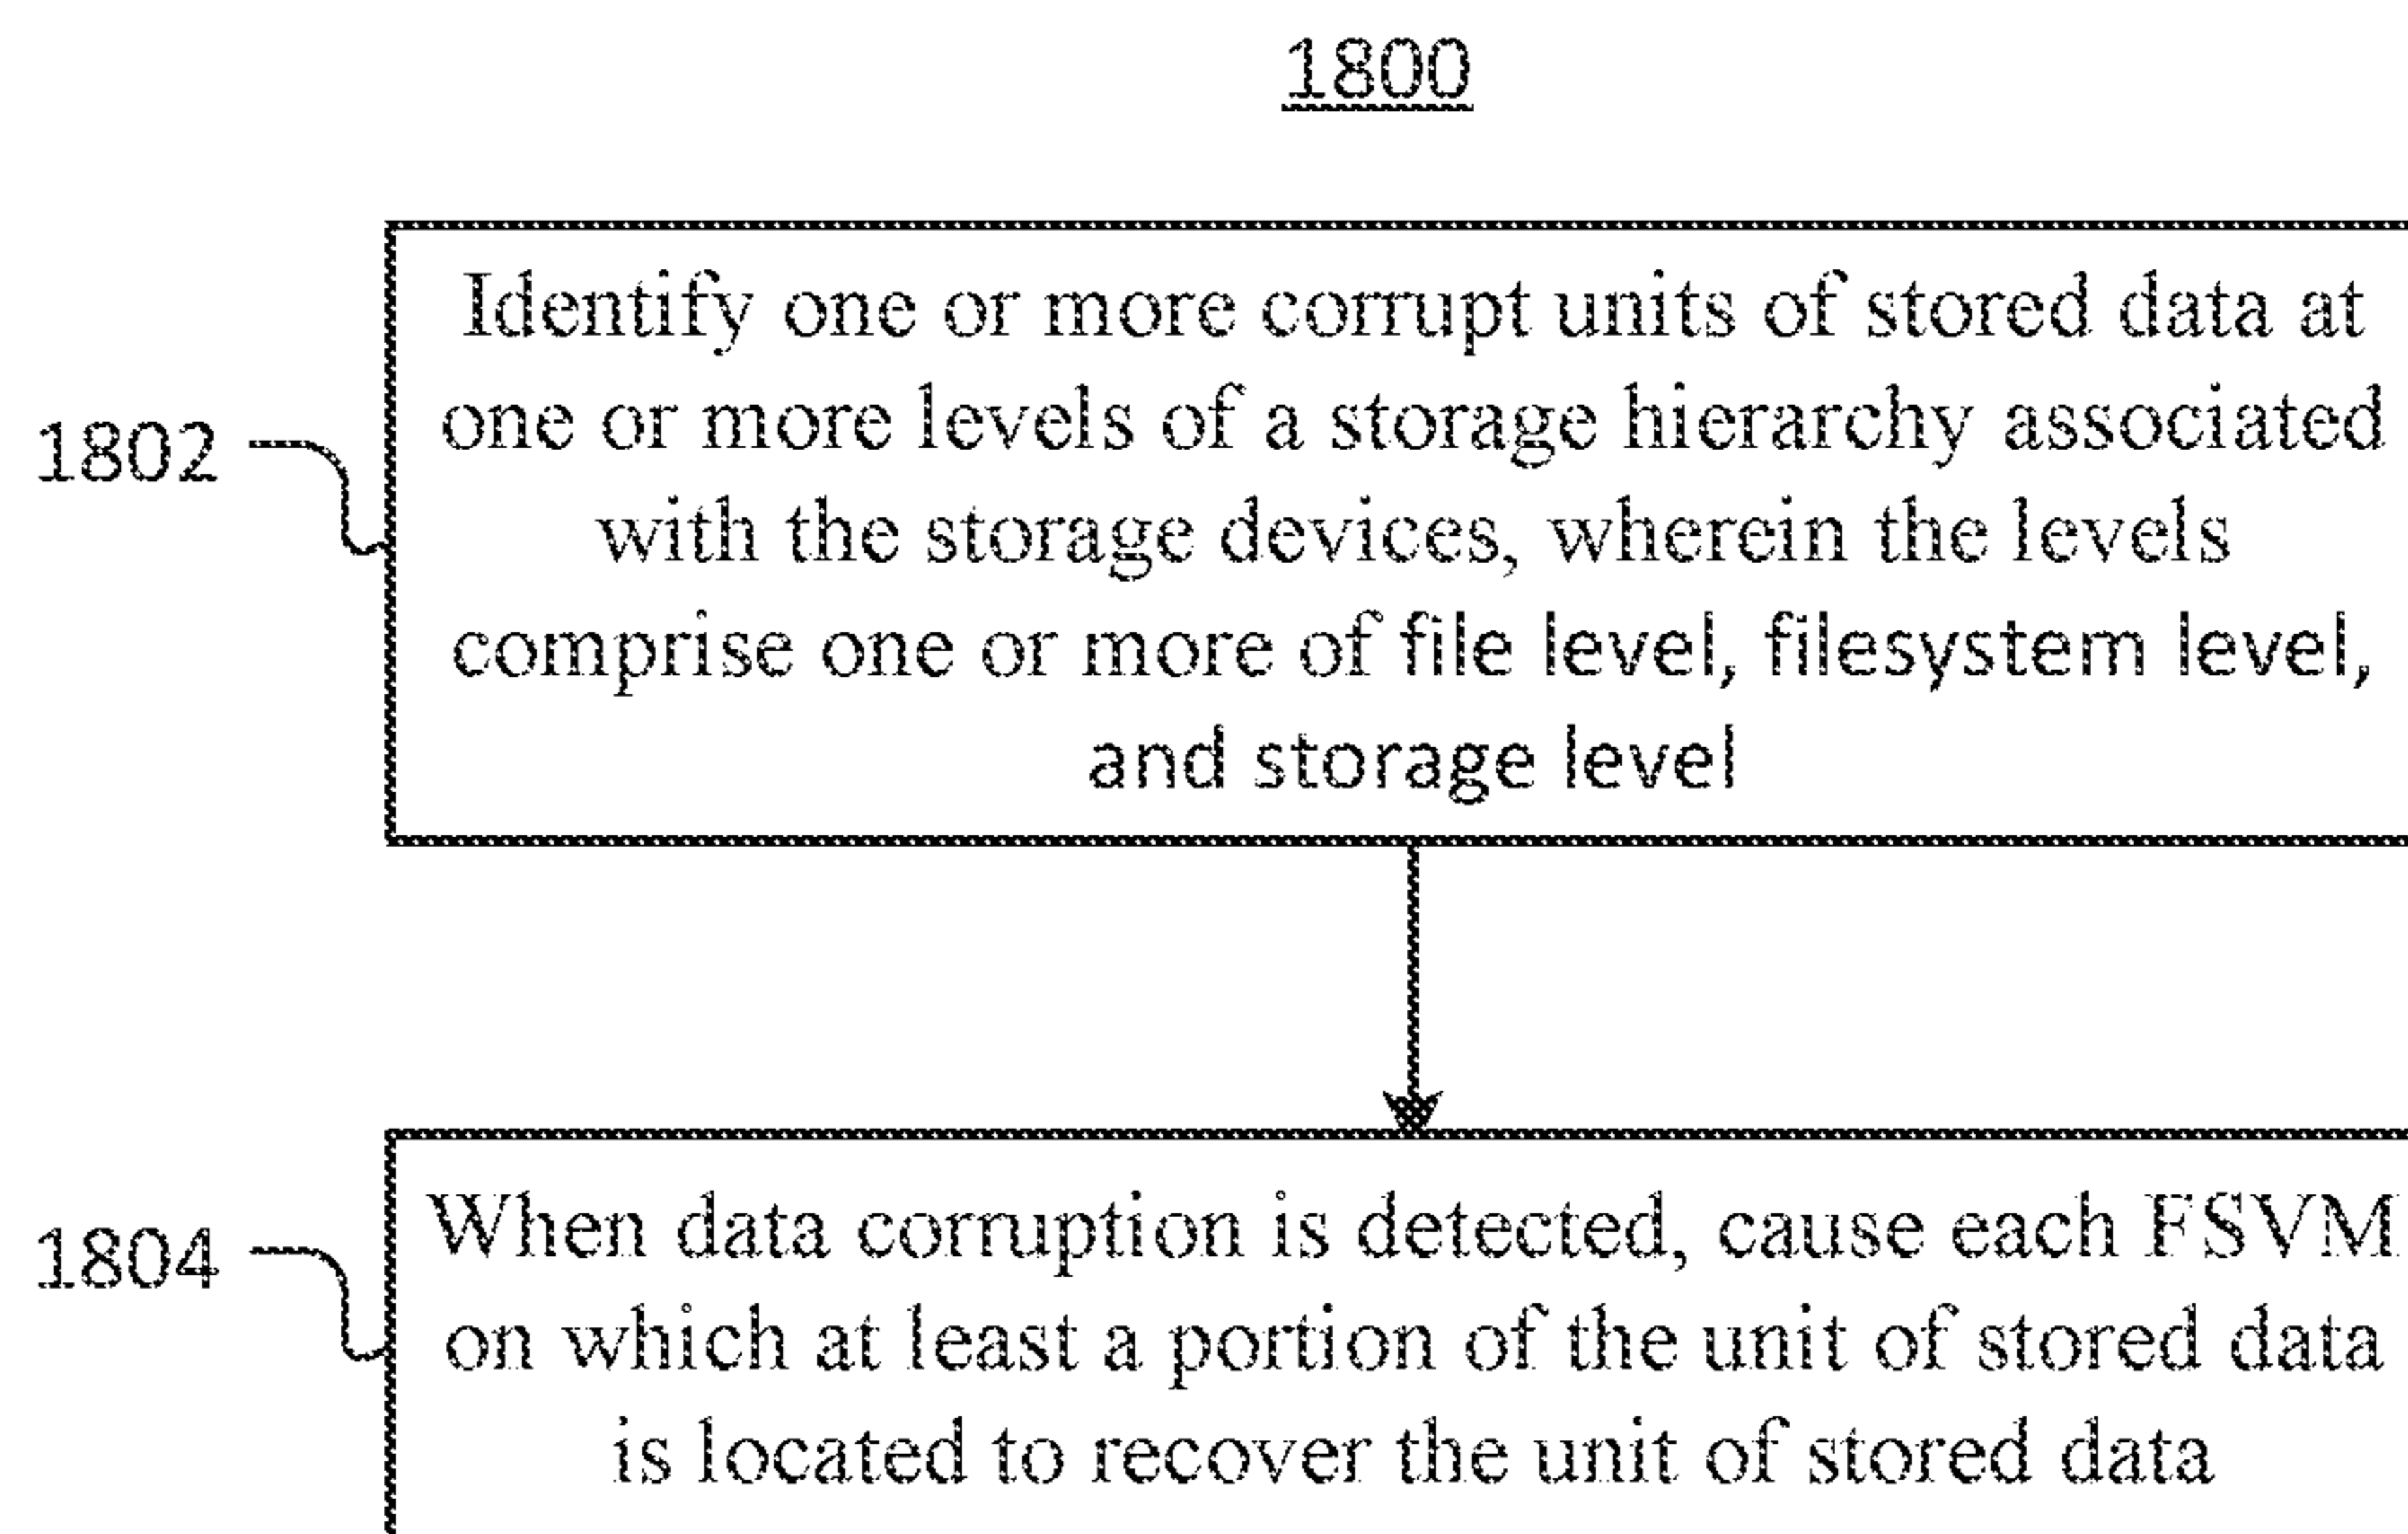 1800
Identify one or more corrupt units of stored data at
one or more levels of a storage hierarchy associated
with the storage devices, wherein the levels
comprise one or more of file level, filesystem level,
and storage level
1802
When data corruption is detected, cause each FSVM
on which at least a portion of the unit of stored data
is located to recover the unit of stored data
1804